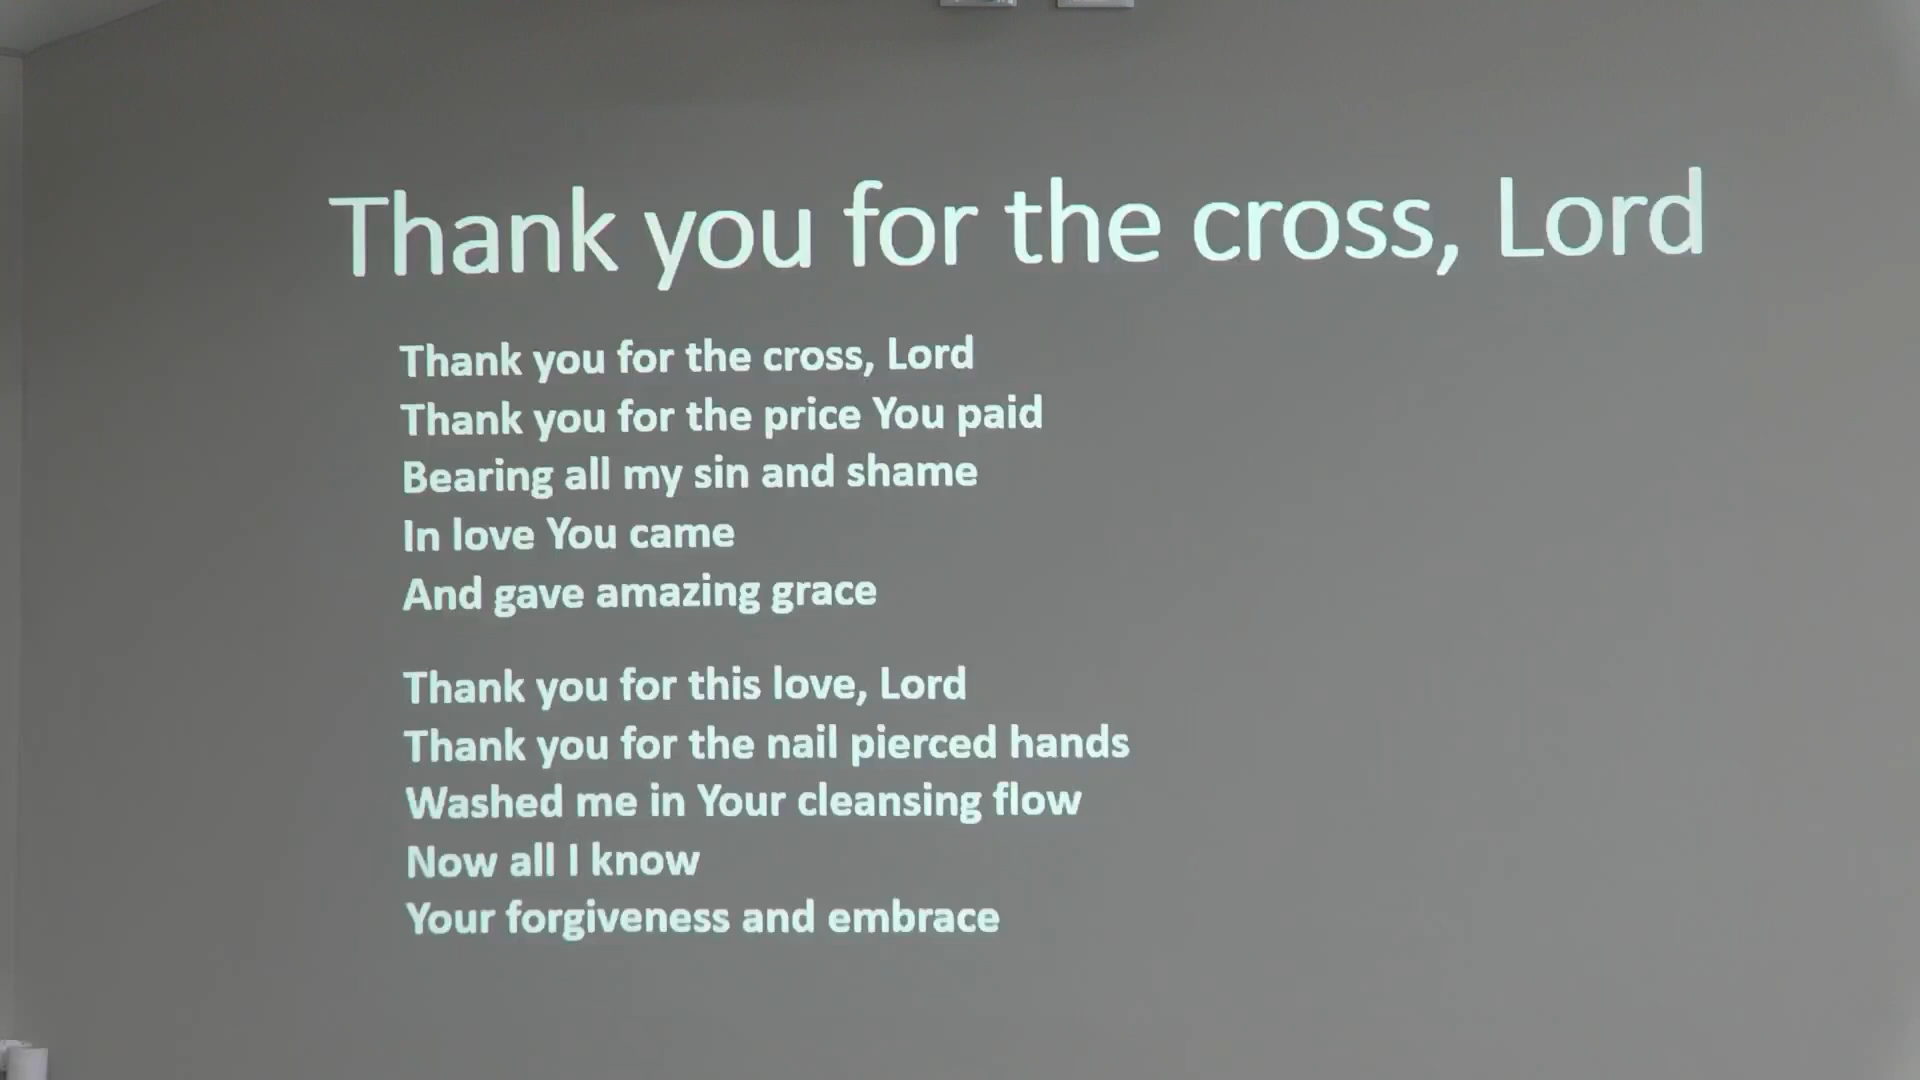 Thank you for the cross, Lord
Thank you for the cross, Lord
Thank you for the price You paid
Bearing all my sin and shame
In love You came
And gave amazing grace
Thank you for this love, Lord
Thank you for the nail pierced hands
Washed me in Your cleansing flow
Now all I know
Your forgiveness and embrace